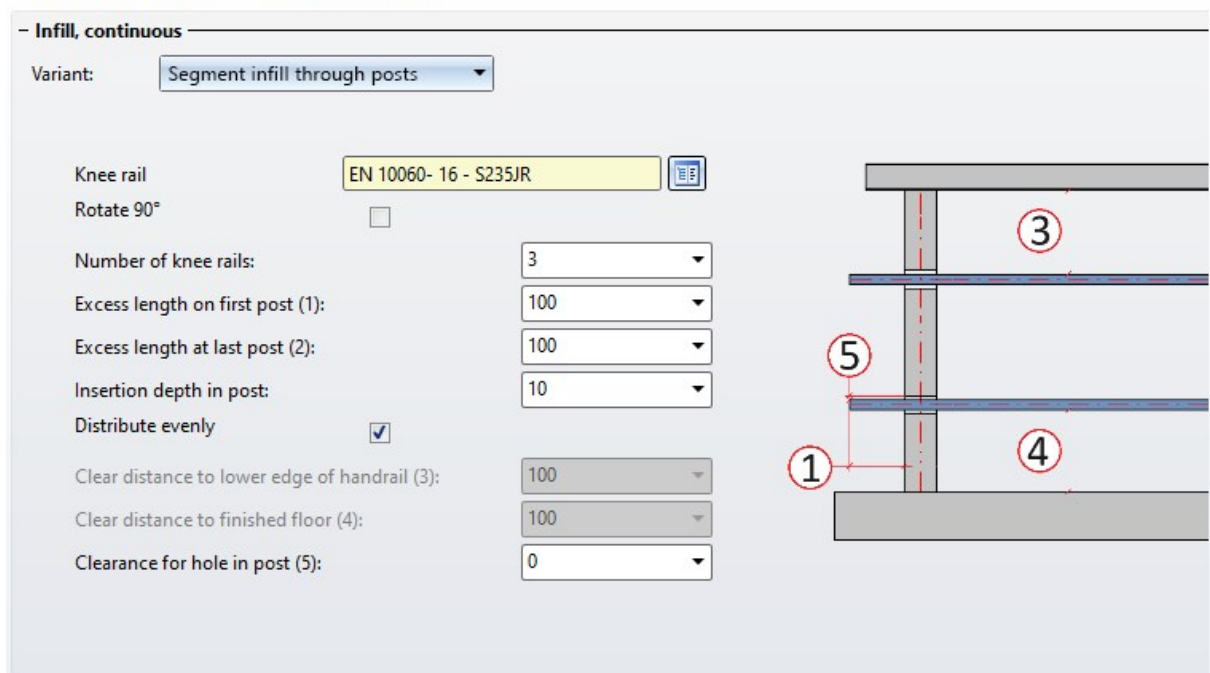 – Infill, continuous
Variant: Segment infill through posts
Knee rail EN 10060- 16 - S235JR
Rotate 90°
Number of knee rails: 3
Excess length on first post (1): 100
Excess length at last post (2): 100
Insertion depth in post: 10
Distribute evenly
Clear distance to lower edge of handrail (3): 100
Clear distance to finished floor (4): 100
Clearance for hole in post (5): 0
3
5
4
1